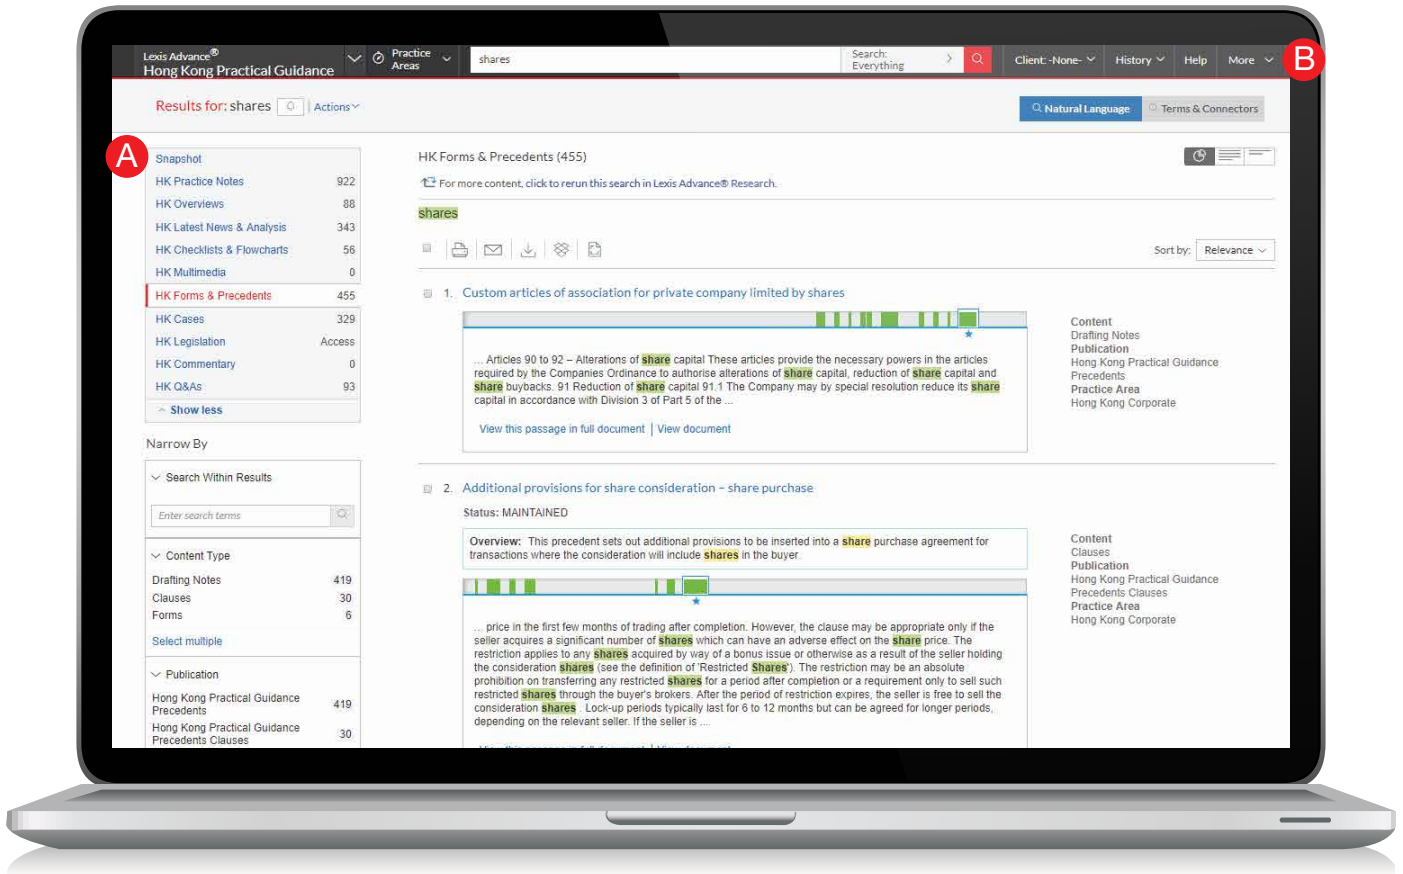 Lexis Advance®
Hong Kong Practical Guidance
Practice
Areas
shares
Search:
Everything
Client: -None-
History
Help
More
B
Results for: shares
Actions
Natural Language
Terms & Connectors
A
Snapshot
HK Practice Notes 922
HK Overviews 88
HK Latest News & Analysis 343
HK Checklists & Flowcharts 56
HK Multimedia 0
HK Forms & Precedents 455
HK Cases 329
HK Legislation Access
HK Commentary 0
HK Q&As 93
Show less
Narrow By
Search Within Results
Enter search terms
Content Type
Drafting Notes 419
Clauses 30
Forms 6
Select multiple
Publication
Hong Kong Practical Guidance
Precedents 419
Hong Kong Practical Guidance
Precedents Clauses 30
HK Forms & Precedents (455)
For more content, click to rerun this search in Lexis Advance® Research.
shares
Sort by: Relevance
1. Custom articles of association for private company limited by shares
... Articles 90 to 92 – Alterations of share capital These articles provide the necessary powers in the articles
required by the Companies Ordinance to authorise alterations of share capital, reduction of share capital and
share buybacks. 91 Reduction of share capital 91.1 The Company may by special resolution reduce its share
capital in accordance with Division 3 of Part 5 of the ...
View this passage in full document | View document
Content
Drafting Notes
Publication
Hong Kong Practical Guidance
Precedents
Practice Area
Hong Kong Corporate
2. Additional provisions for share consideration – share purchase
Status: MAINTAINED
Overview: This precedent sets out additional provisions to be inserted into a share purchase agreement for
transactions where the consideration will include shares in the buyer.
... price in the first few months of trading after completion. However, the clause may be appropriate only if the
seller acquires a significant number of shares which can have an adverse effect on the share price. The
restriction applies to any shares acquired by way of a bonus issue or otherwise as a result of the seller holding
the consideration shares (see the definition of 'Restricted Shares'). The restriction may be an absolute
prohibition on transferring any restricted shares for a period after completion or a requirement only to sell such
restricted shares through the buyer's brokers. After the period of restriction expires, the seller is free to sell the
consideration shares . Lock-up periods typically last for 6 to 12 months but can be agreed for longer periods,
depending on the relevant seller. If the seller is ....
Content
Clauses
Publication
Hong Kong Practical Guidance
Precedents Clauses
Practice Area
Hong Kong Corporate